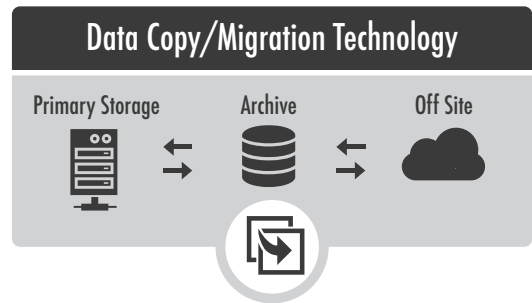 Data Copy/Migration Technology
Primary Storage
Archive
Off Site